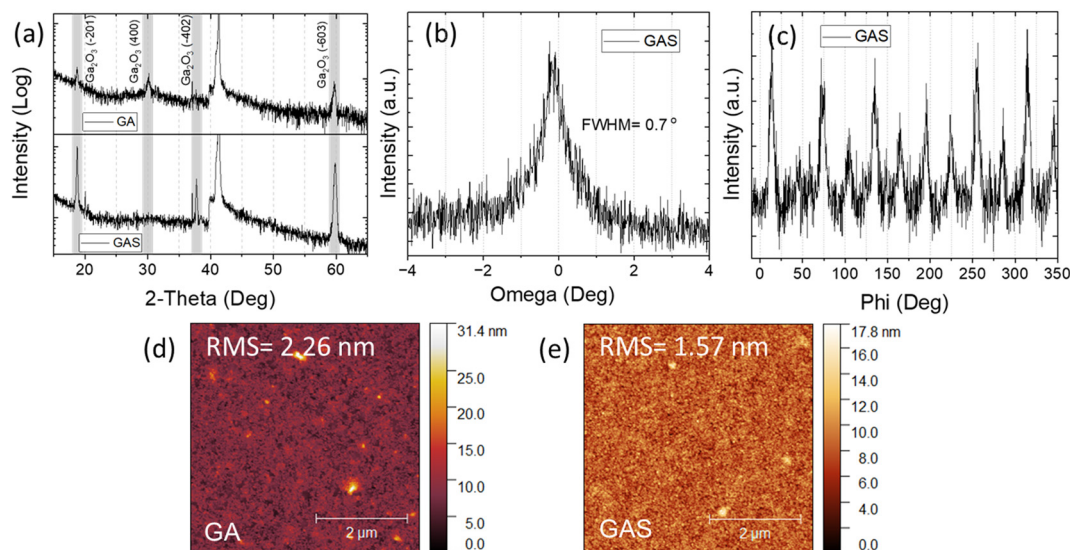 (a)
Intensity (Log)
Ga₂O₃ (-201)
Ga₂O₃ (400)
Ga₂O₃ (-402)
Ga₂O₃ (-603)
GA
GAS
20 30 40 50 60
2-Theta (Deg)
(b)
Intensity (a.u.)
GAS
FWHM= 0.7 °
−4 −2 0 2 4
Omega (Deg)
(c)
Intensity (a.u.)
GAS
0 50 100 150 200 250 300 350
Phi (Deg)
(d)
RMS= 2.26 nm
GA
2 µm
31.4 nm
25.0
20.0
15.0
10.0
5.0
0.0
(e)
RMS= 1.57 nm
GAS
2 µm
17.8 nm
16.0
14.0
12.0
10.0
8.0
6.0
4.0
2.0
0.0